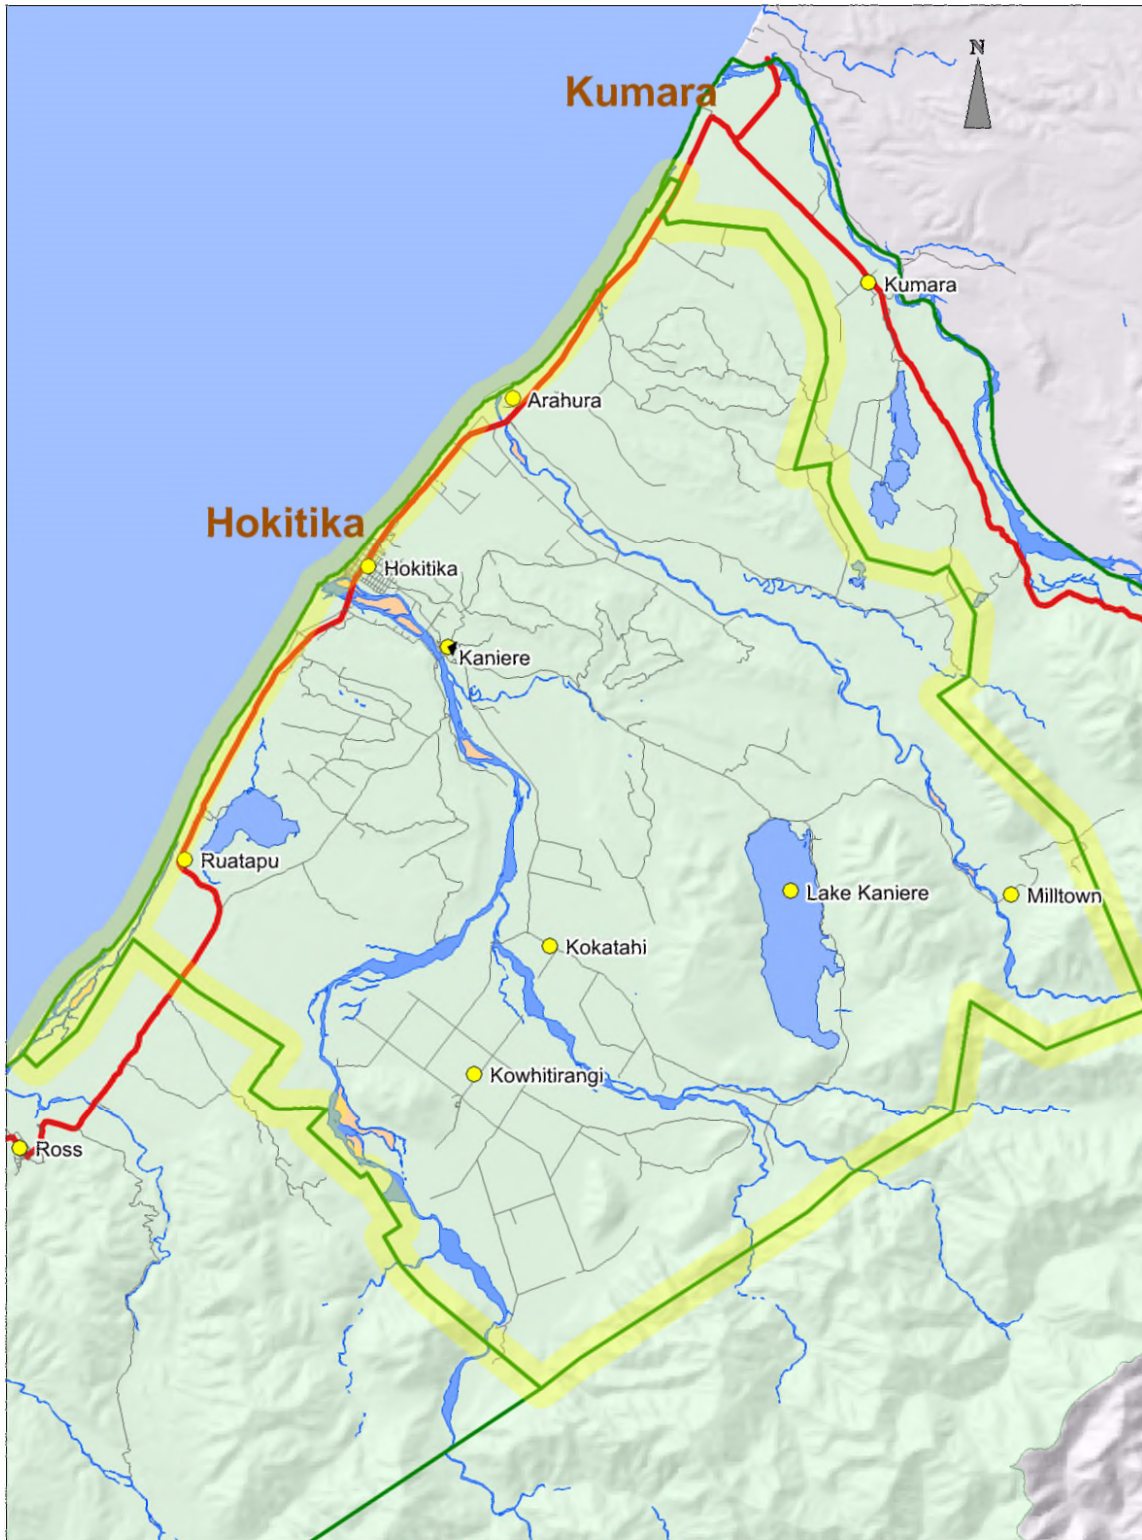 N
Kumara
Kumara
Arahura
Hokitika
Hokitika
Kaniere
Ruatapu
Lake Kaniere
Milltown
Kokatahi
Kowhitirangi
Ross